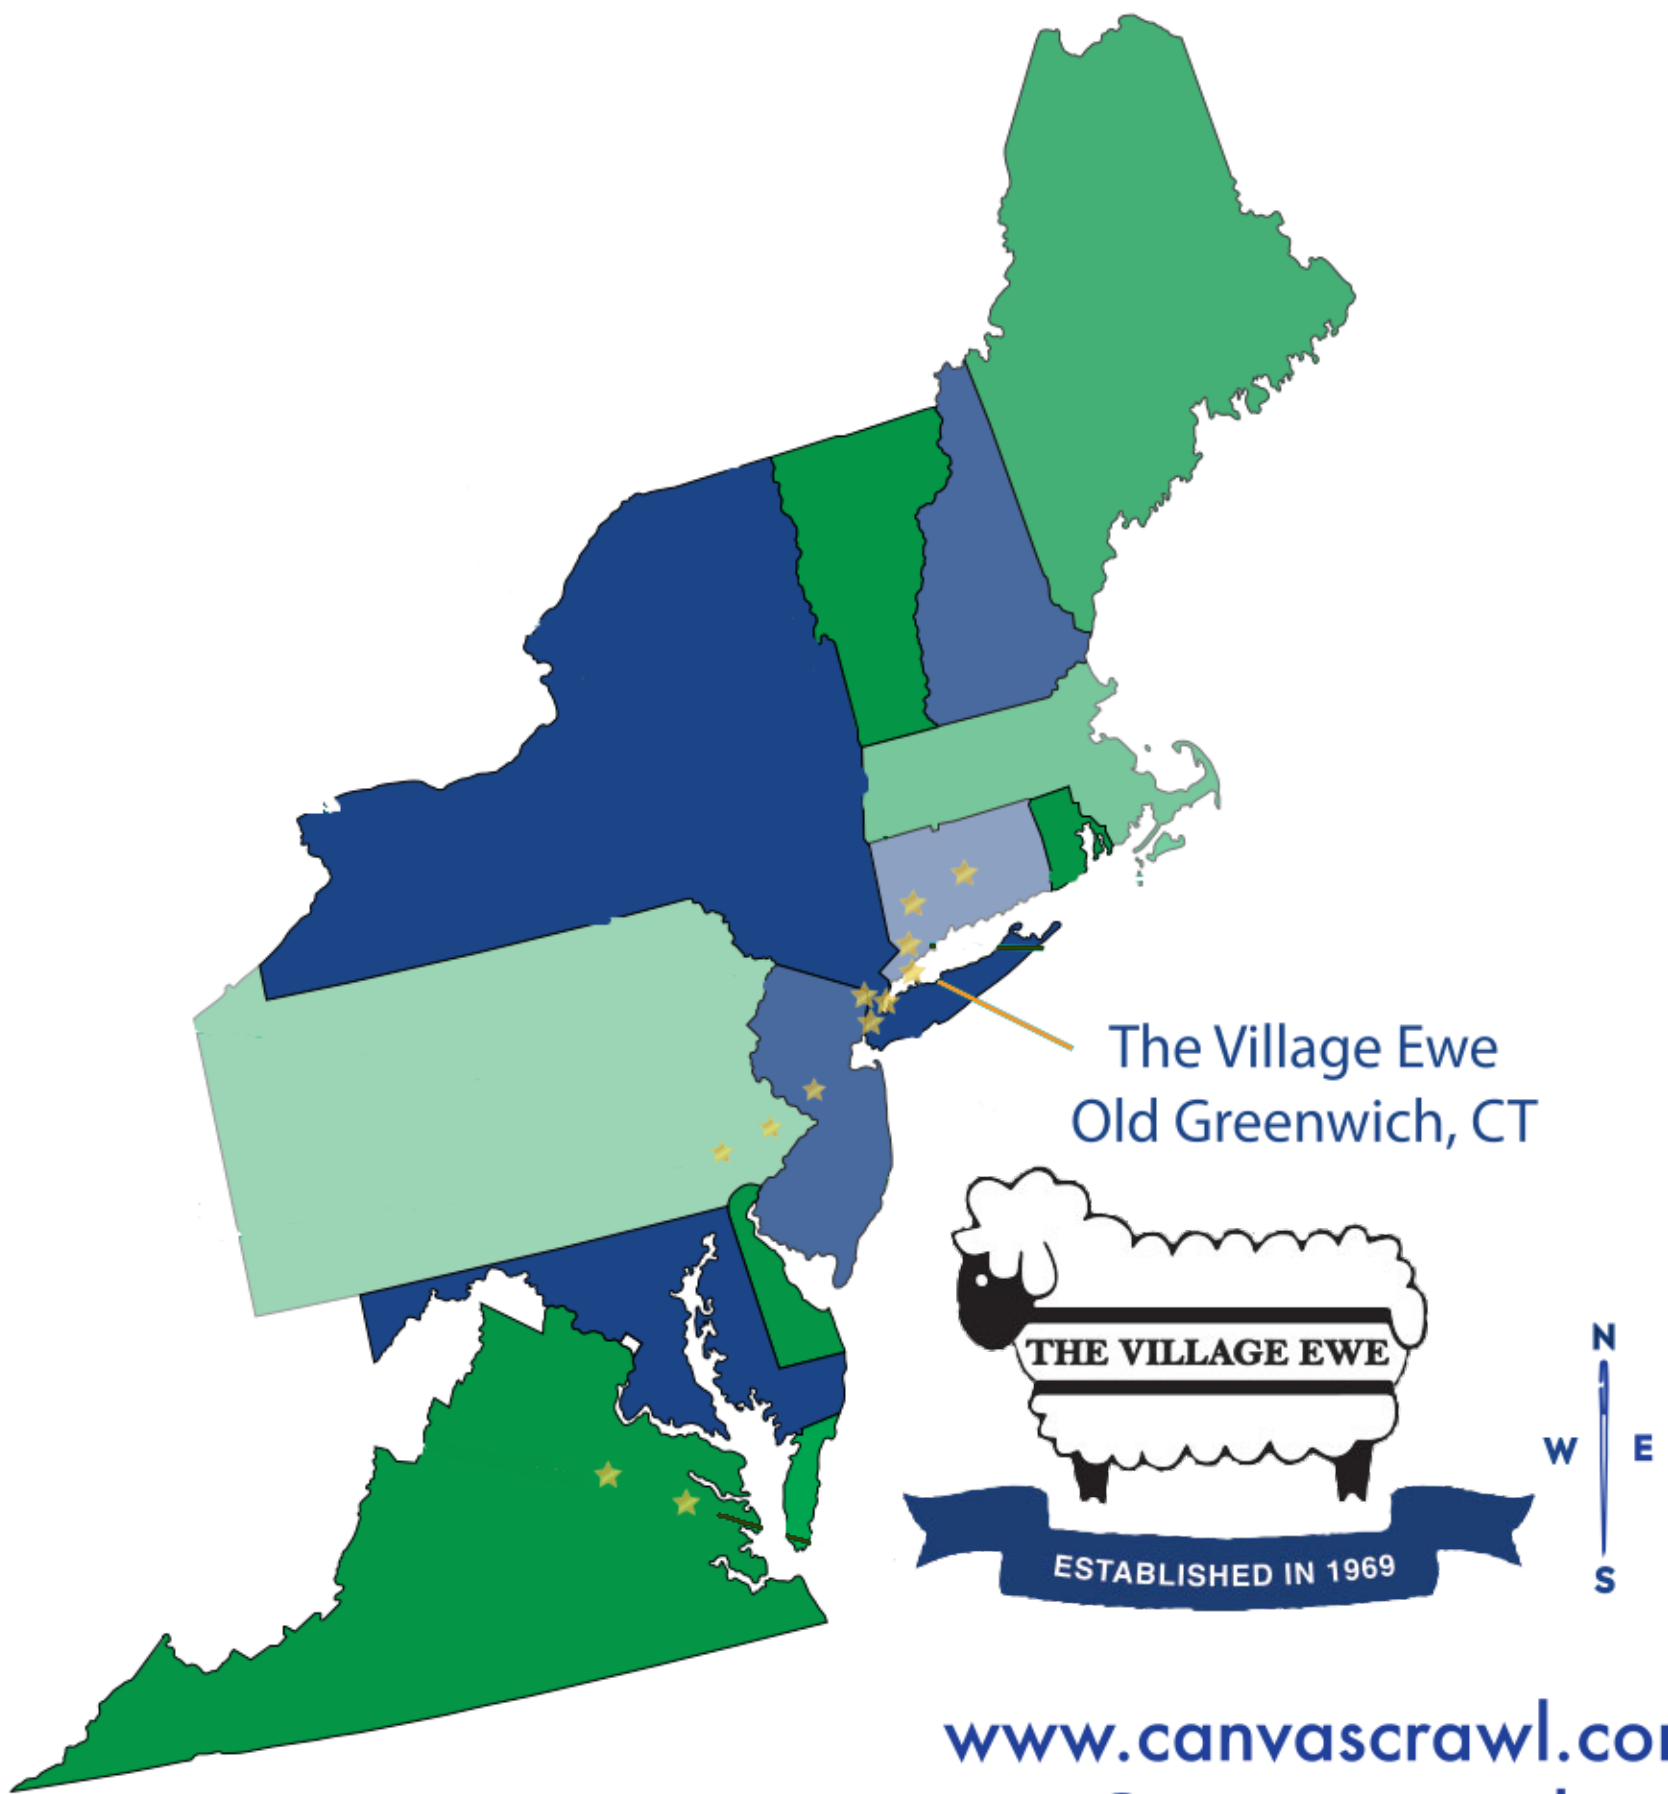 The Village Ewe
Old Greenwich, CT
THE VILLAGE EWE
N
W E
ESTABLISHED IN 1969
S
www.canvascrawl.co